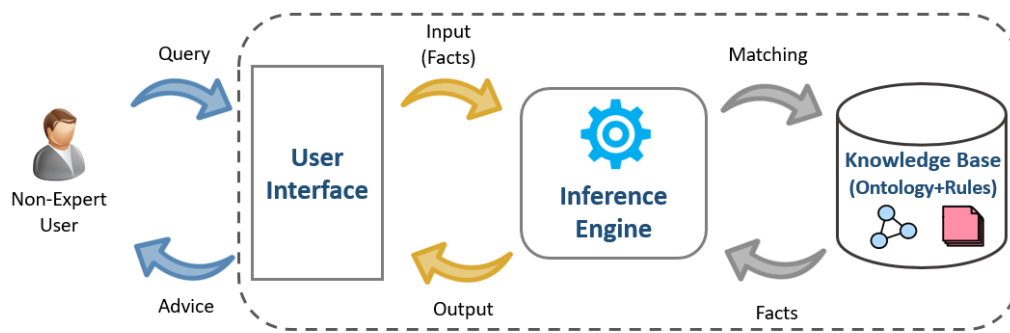 Query
Input
(Facts)
Matching
Non-Expert
User
User
Interface
Inference
Engine
Knowledge Base
(Ontology+Rules)
Advice
Output
Facts